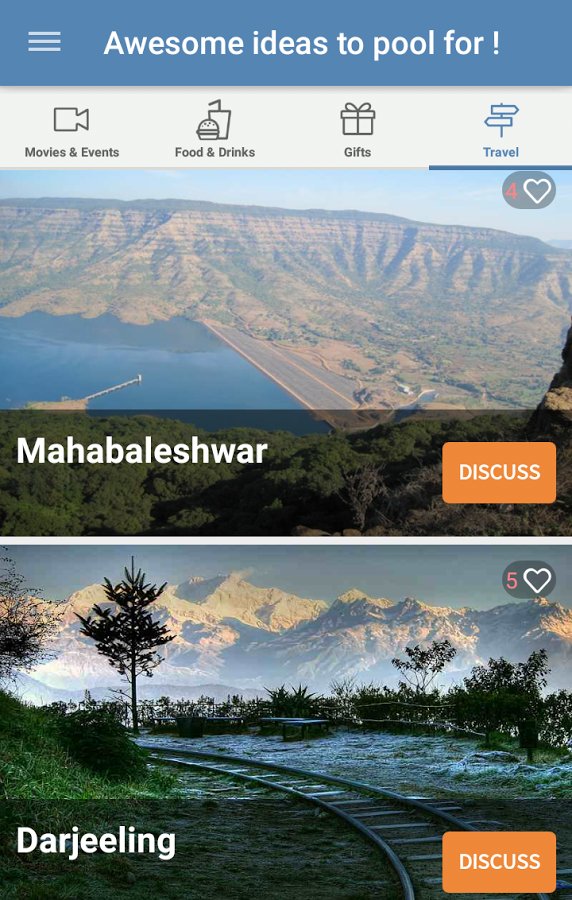 Awesome ideas to pool for !
Movies & Events
Food & Drinks
Gifts
Travel
4
Mahabaleshwar
DISCUSS
5
Darjeeling
DISCUSS